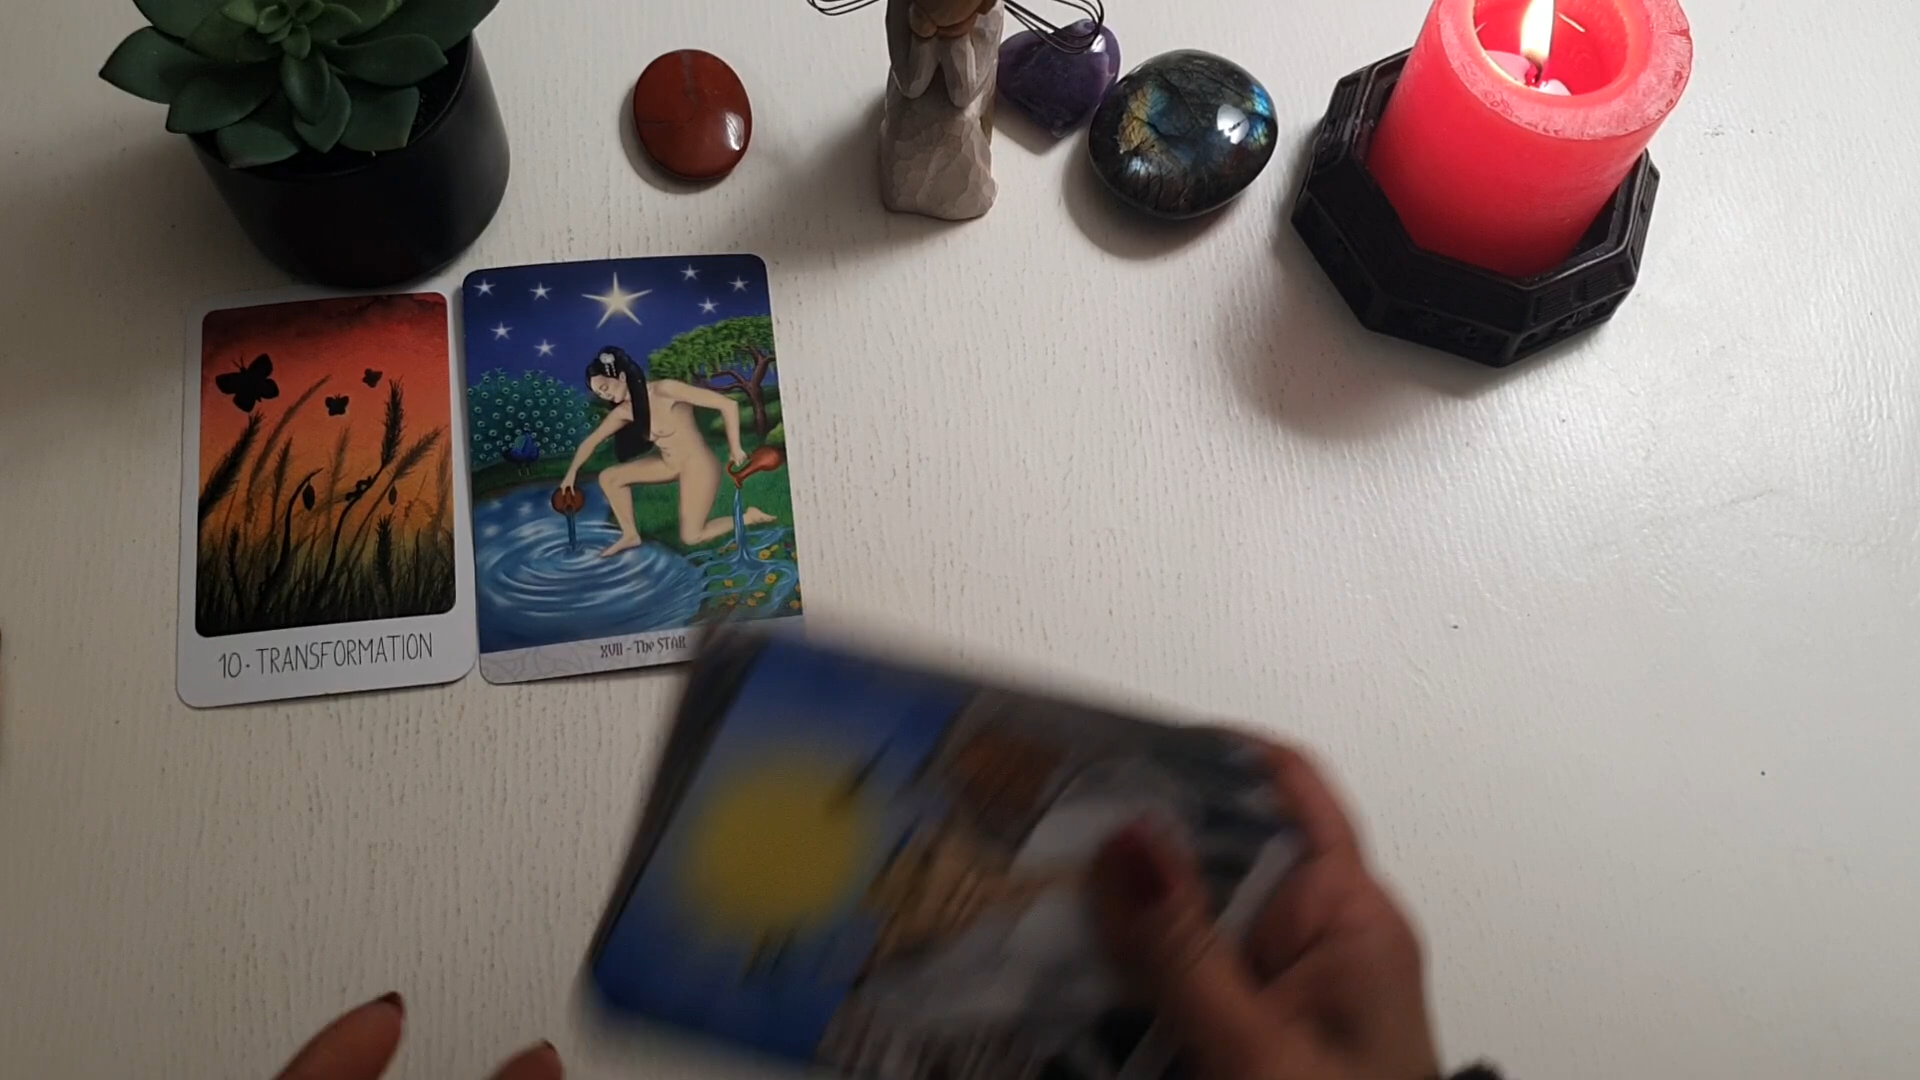 10 · TRANSFORMATION
XVII - The STAR